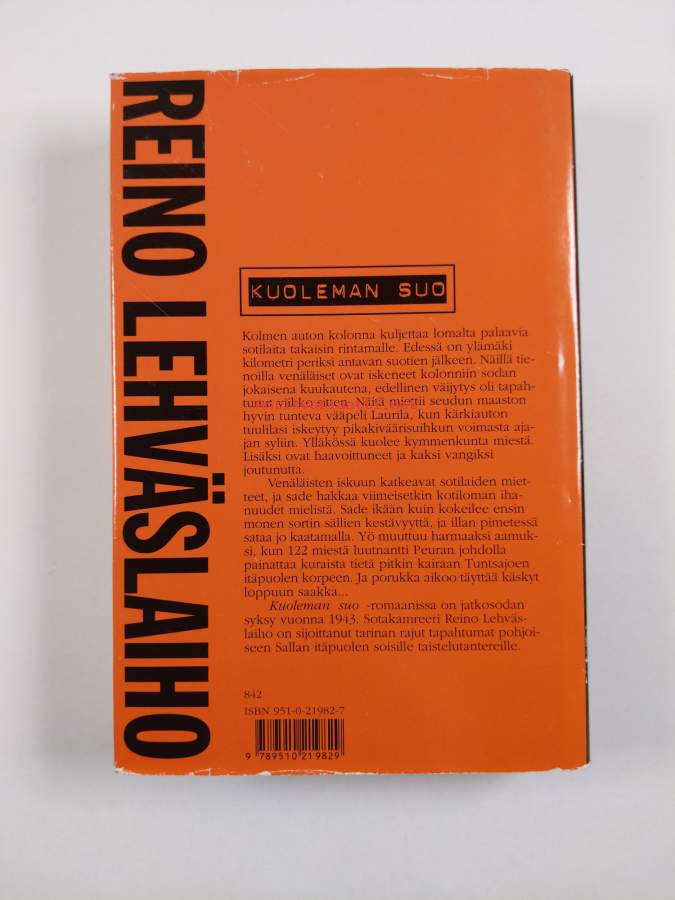 REINO LEHVÄSLAIHO
KUOLEMAN SUO
Kolmen auton kolonna kuljettaa lomalta palaavia
sotilaita takaisin rintamalle. Edessä on ylämäki
kilometri periksi antavan suotien jälkeen. Näillä tie-
noilla venäläiset ovat iskeneet kolonniin sodan
jokaisena kuukautena, edellinen väijytys oli tapah-
tunut viikko sitten. Näitä miettii seudun maaston
hyvin tunteva vääpeli Laurila, kun kärkiauton
tuulilasi iskeytyy pikakiväärisuihkun voimasta aja-
jan syliin. Ylläkössä kuolee kymmenkunta miestä.
Lisäksi ovat haavoittuneet ja kaksi vangiksi
joutunutta.
Venäläisten iskuun katkeavat sotilaiden miet-
teet, ja sade hakkaa viimeisetkin kotiloman iha-
nuudet mielistä. Sade ikään kuin kokeilee ensin
monen sortin sällien kestävyyttä, ja illan pimetessä
sataa jo kaatamalla. Yö muuttuu harmaaksi aamuk-
si, kun 122 miestä luutnantti Peuran johdolla
painattaa kuraista tietä pitkin kairaan Tuntsajoen
itäpuolen korpeen. Ja porukka aikoo täyttää käskyt
loppuun saakka...
Kuoleman suo -romaanissa on jatkosodan
syksy vuonna 1943. Sotakamreeri Reino Lehväs-
laiho on sijoittanut tarinan rajut tapahtumat pohjoi-
seen Sallan itäpuolen soisille taistelutantereille.
842
ISBN 951-0-21982-7
9 789510 219829